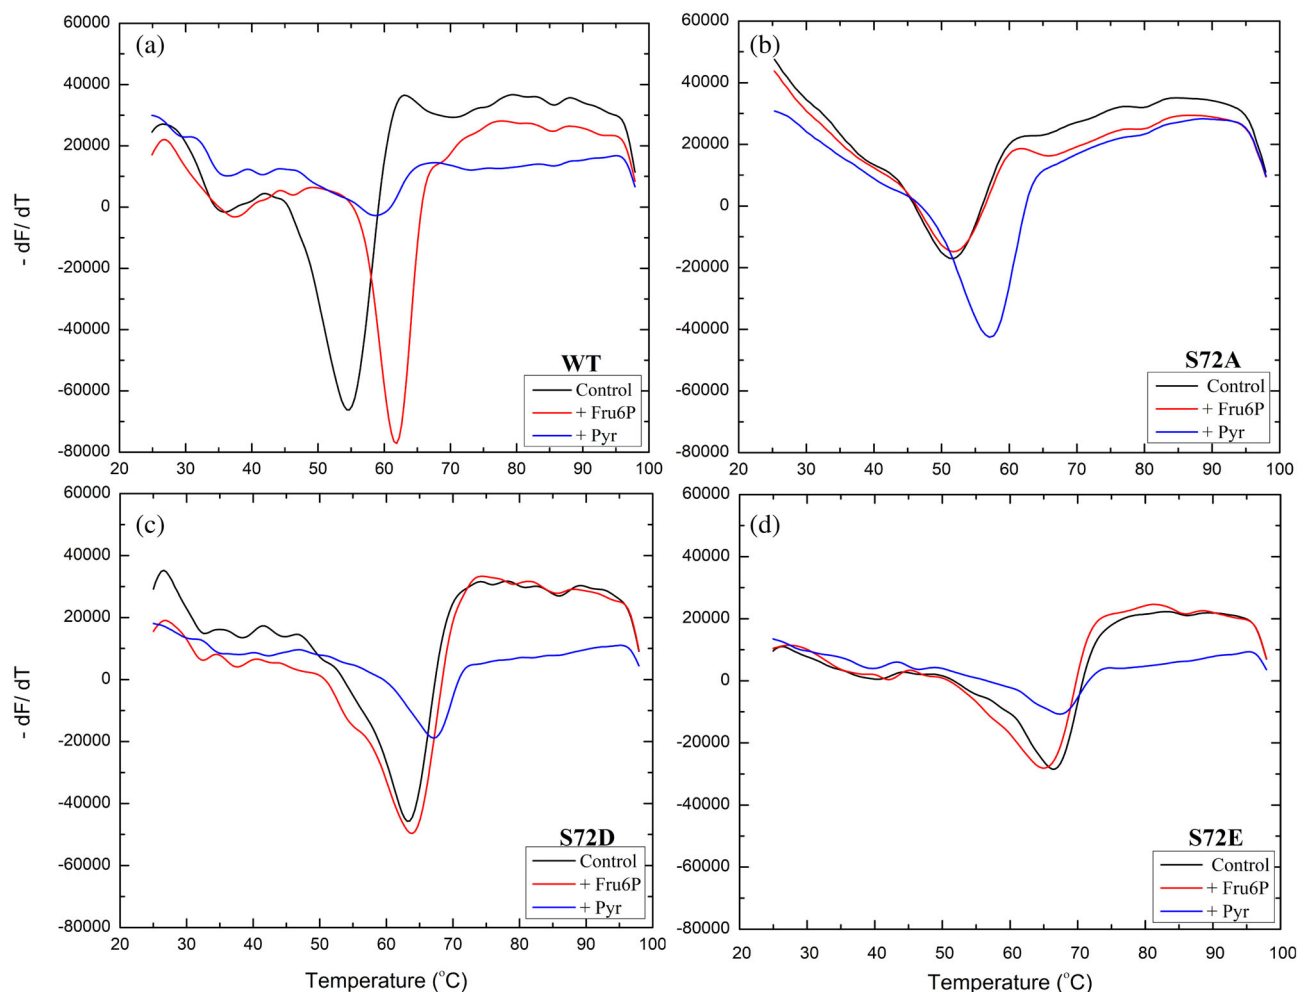 (a)
60000
40000
20000
0
-20000
-40000
-60000
-80000
- dF/ dT
20 30 40 50 60 70 80 90 100
WT
Control
+ Fru6P
+ Pyr
(b)
60000
40000
20000
0
-20000
-40000
-60000
-80000
20 30 40 50 60 70 80 90 100
S72A
Control
+ Fru6P
+ Pyr
(c)
60000
40000
20000
0
-20000
-40000
-60000
-80000
- dF/ dT
20 30 40 50 60 70 80 90 100
Temperature (°C)
S72D
Control
+ Fru6P
+ Pyr
(d)
60000
40000
20000
0
-20000
-40000
-60000
-80000
20 30 40 50 60 70 80 90 100
Temperature (°C)
S72E
Control
+ Fru6P
+ Pyr